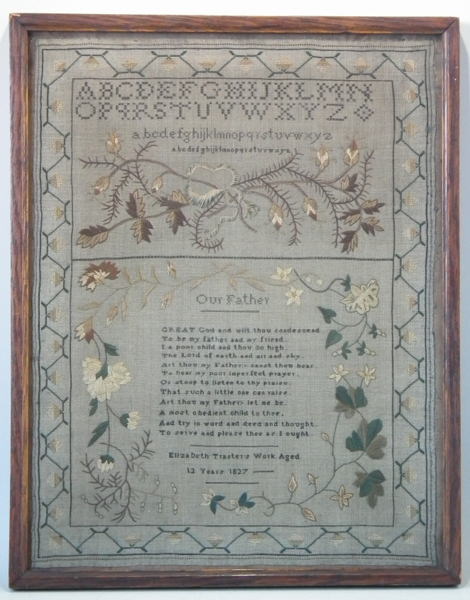 ABCDEFGHIJKLMN
OPQRSTUVWXYZ
abcdefghijklmnopqrstuvwxyz
abcdefghijklmnopqrstuvwxyz
Our Father
GREAT God and wilt thou condescend
To be my father and my friend
I a poor child and thou so high
The Lord of earth and air and sky
Art thou my Father canst thou hear
To hear my poor imperfect prayer
Or stoop to listen to thy praise
That such a little one can raise
Art thou my Father let me be
A most obedient child to thee
And try in word and deed and thought
To serve and please thee as I ought
Elizabeth Trasters Work Aged
12 Years 1827